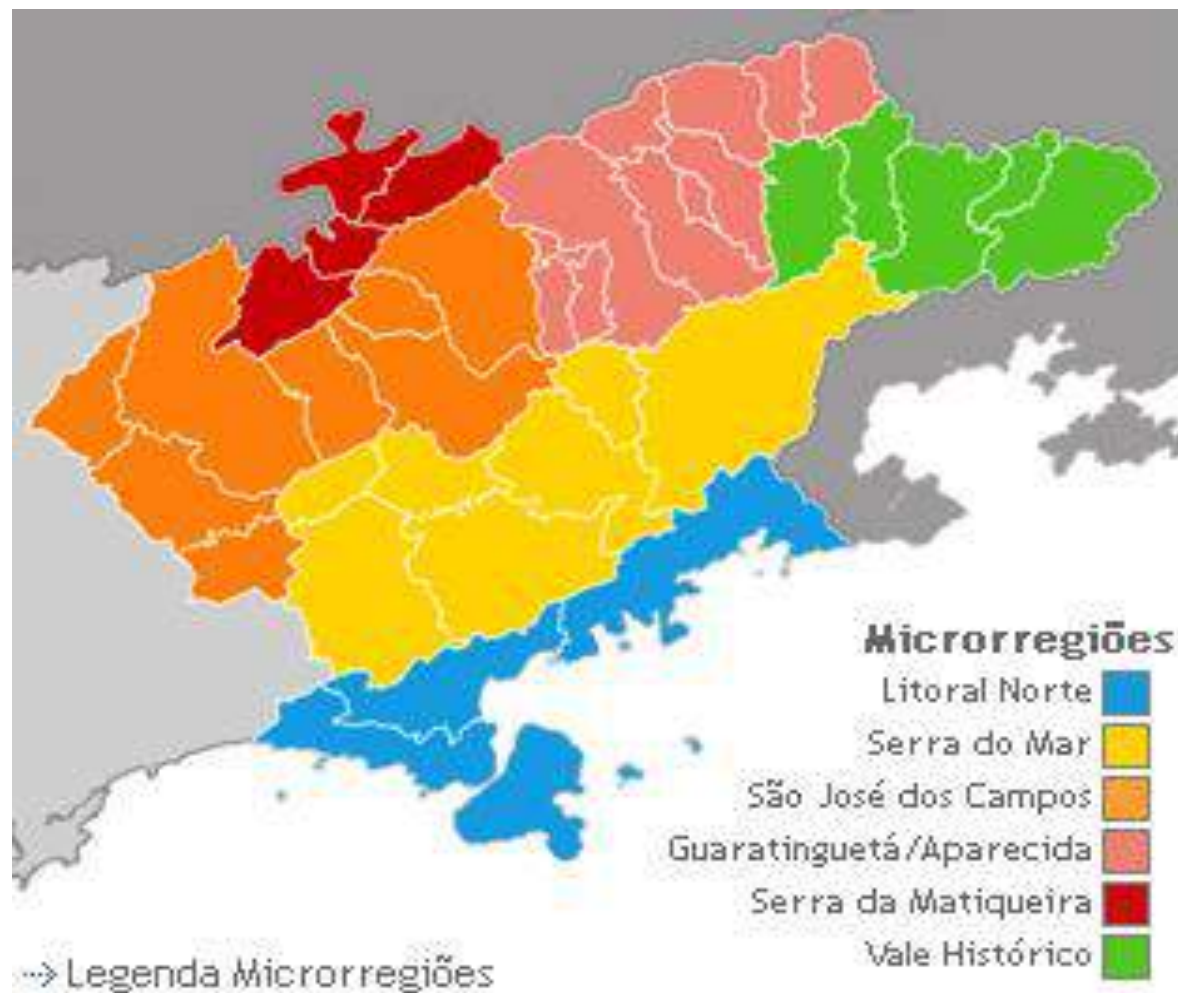 Microrregiões
Litoral Norte
Serra do Mar
São José dos Campos
Guaratinguetá/Aparecida
Serra da Matiqueira
Vale Histórico
Legenda Microrregiões